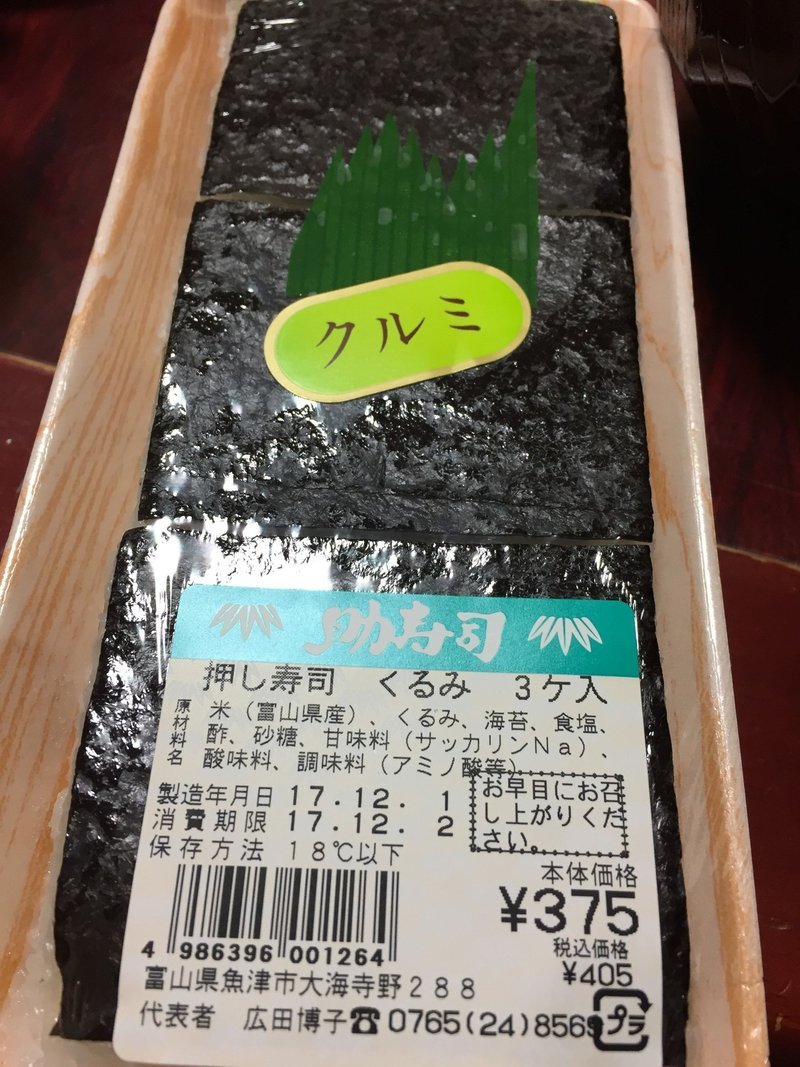 クルミ
助寿司
押し寿司 くるみ 3ケ入
原材料名 米(富山県産)、くるみ、海苔、食塩、
酢、砂糖、甘味料(サッカリンNa)、
酸味料、調味料(アミノ酸等)
製造年月日 17.12. 1
消費期限 17.12. 2
保存方法 18℃以下
お早目にお召
し上がりくだ
さい。
本体価格
¥375
税込価格
¥405
4 986396 001264
富山県魚津市大海寺野288
代表者 広田博子☎0765(24)8565
プラ